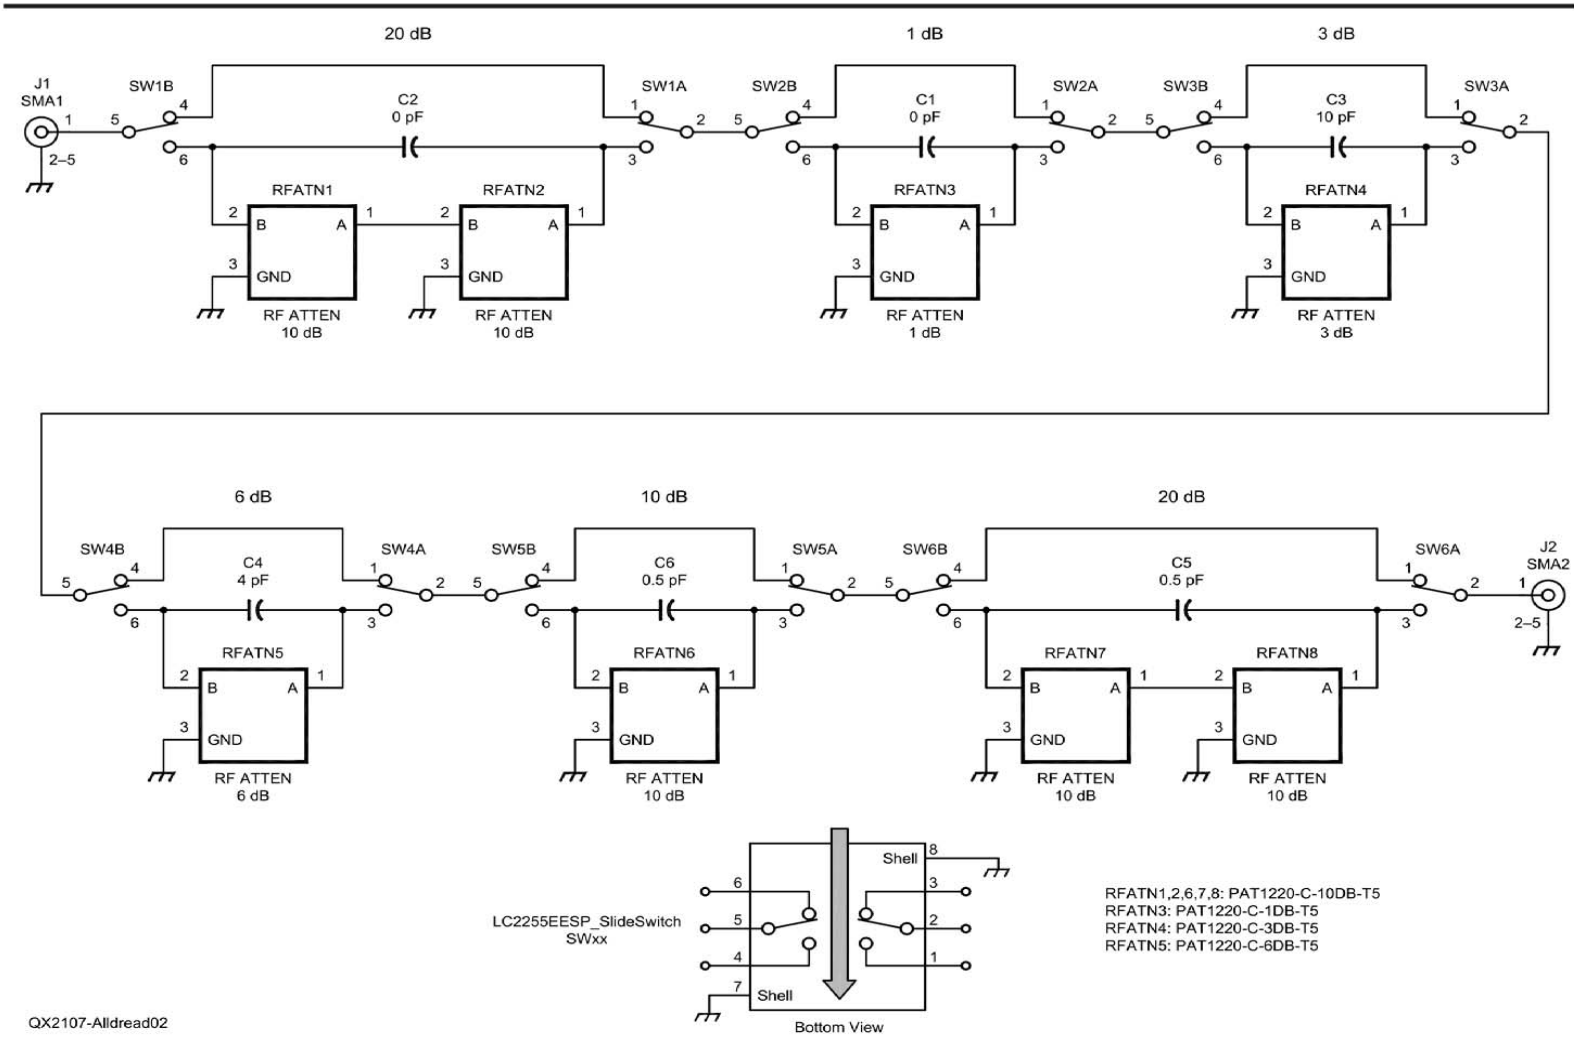 20 dB
1 dB
3 dB
J1
SMA1
1
2–5
SW1B
5
4
6
C2
0 pF
SW1A
1
2
3
SW2B
5
4
6
C1
0 pF
SW2A
1
2
3
SW3B
5
4
6
C3
10 pF
SW3A
1
2
3
RFATN1
2
B
A
1
3
GND
RF ATTEN
10 dB
RFATN2
2
B
A
1
3
GND
RF ATTEN
10 dB
RFATN3
2
B
A
1
3
GND
RF ATTEN
1 dB
RFATN4
2
B
A
1
3
GND
RF ATTEN
3 dB
6 dB
10 dB
20 dB
SW4B
5
4
6
C4
4 pF
SW4A
1
2
3
SW5B
5
4
6
C6
0.5 pF
SW5A
1
2
3
SW6B
5
4
6
C5
0.5 pF
SW6A
1
2
3
J2
SMA2
1
2–5
RFATN5
2
B
A
1
3
GND
RF ATTEN
6 dB
RFATN6
2
B
A
1
3
GND
RF ATTEN
10 dB
RFATN7
2
B
A
1
3
GND
RF ATTEN
10 dB
RFATN8
2
B
A
1
3
GND
RF ATTEN
10 dB
LC2255EESP_SlideSwitch
SWxx
6
5
4
7
Shell
Shell
8
3
2
1
Bottom View
RFATN1,2,6,7,8: PAT1220-C-10DB-T5
RFATN3: PAT1220-C-1DB-T5
RFATN4: PAT1220-C-3DB-T5
RFATN5: PAT1220-C-6DB-T5
QX2107-Alldread02